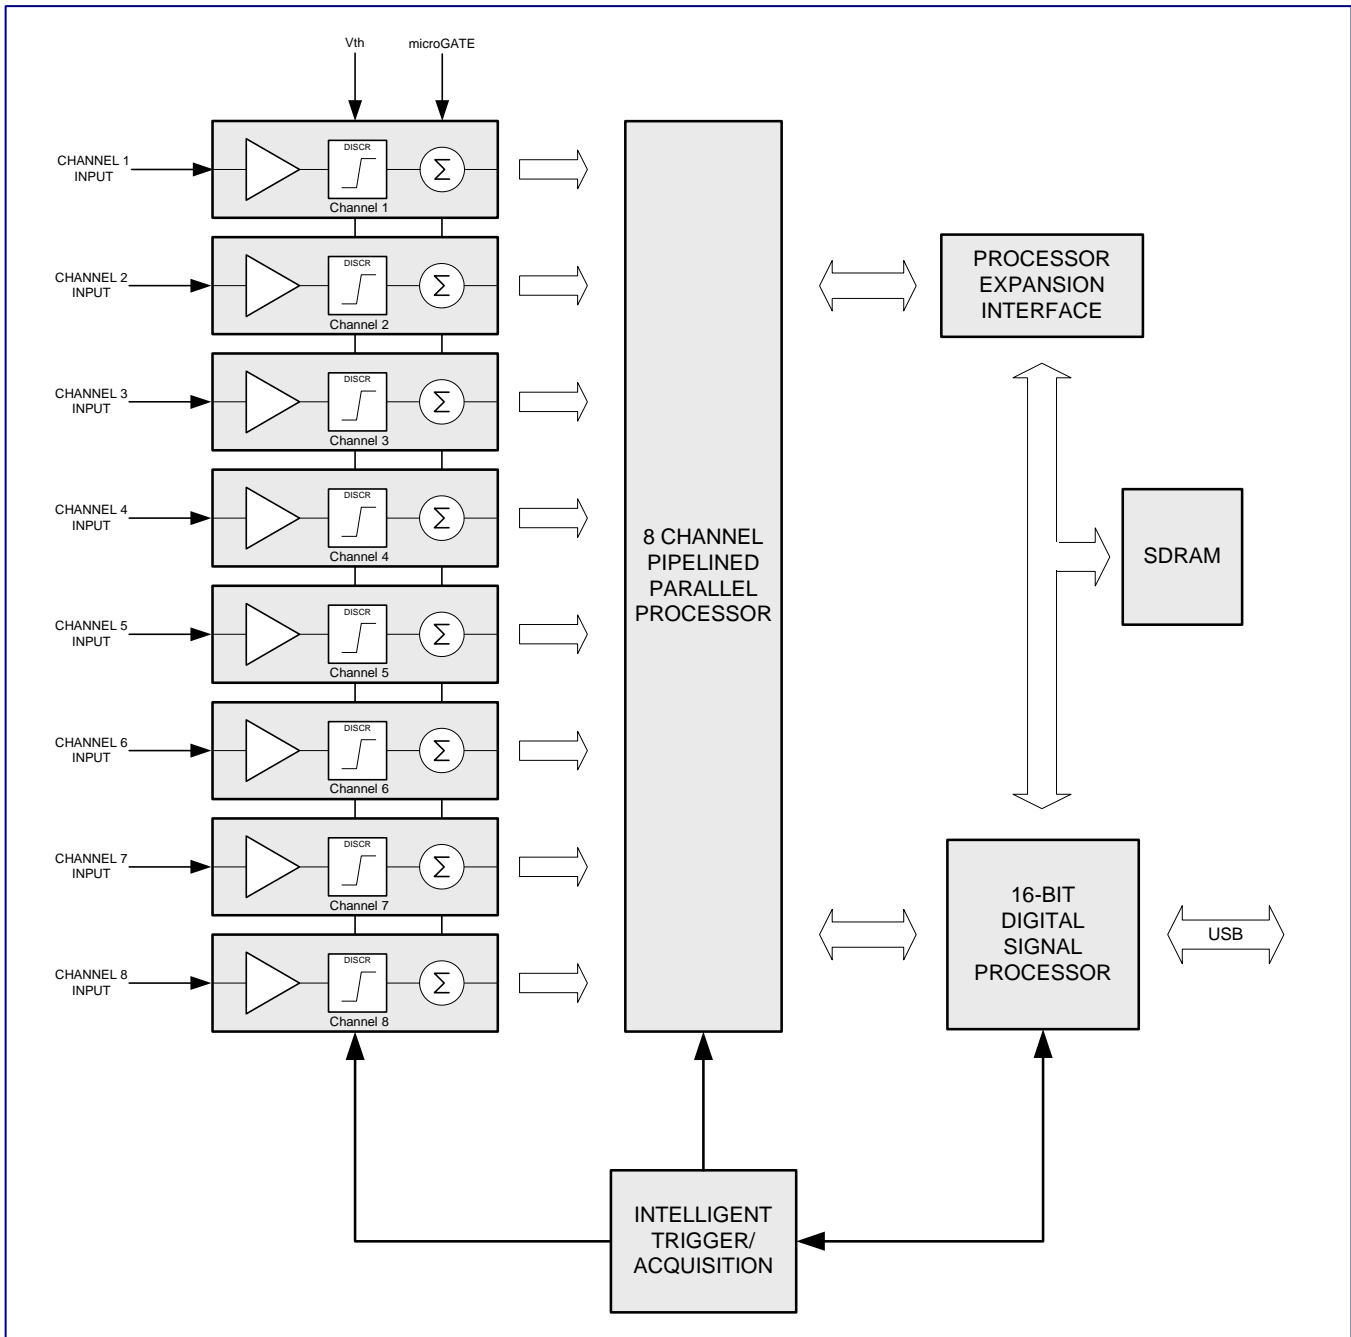 Vth
microGATE
CHANNEL 1
INPUT
DISCR
Σ
Channel 1
CHANNEL 2
INPUT
DISCR
Σ
Channel 2
CHANNEL 3
INPUT
DISCR
Σ
Channel 3
CHANNEL 4
INPUT
DISCR
Σ
Channel 4
CHANNEL 5
INPUT
DISCR
Σ
Channel 5
CHANNEL 6
INPUT
DISCR
Σ
Channel 6
CHANNEL 7
INPUT
DISCR
Σ
Channel 7
CHANNEL 8
INPUT
DISCR
Σ
Channel 8
8 CHANNEL
PIPELINED
PARALLEL
PROCESSOR
PROCESSOR
EXPANSION
INTERFACE
SDRAM
16-BIT
DIGITAL
SIGNAL
PROCESSOR
USB
INTELLIGENT
TRIGGER/
ACQUISITION